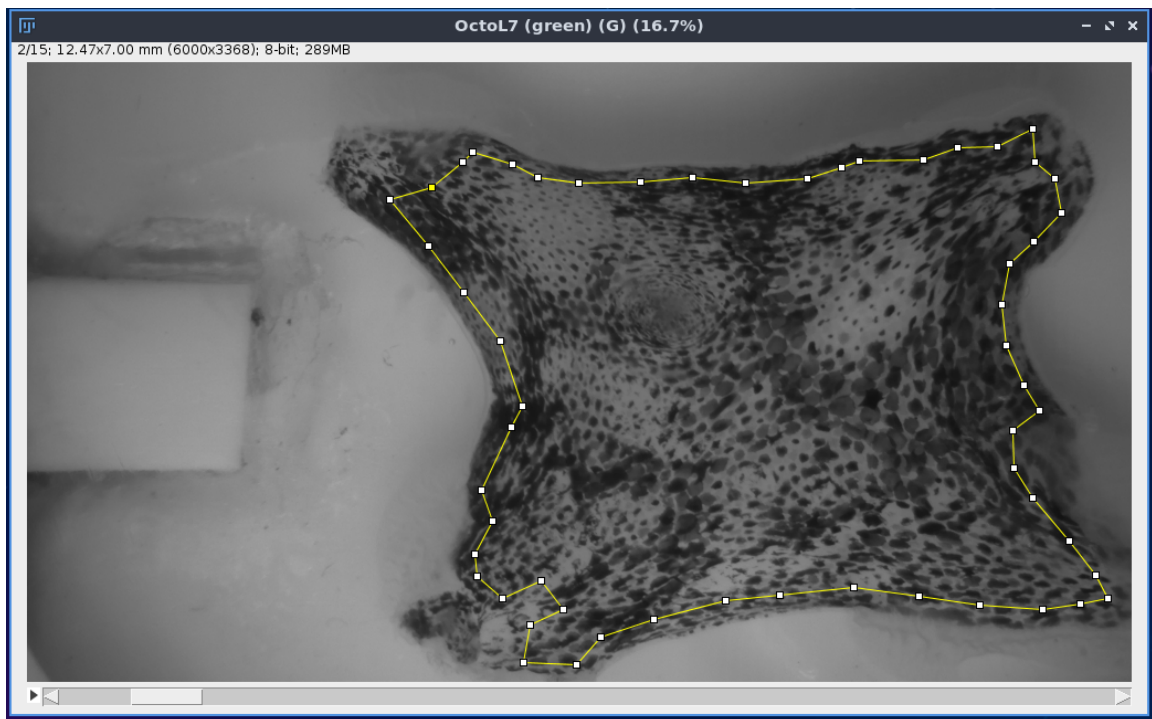 OctoL7 (green) (G) (16.7%)
2/15; 12.47x7.00 mm (6000x3368); 8-bit; 289MB